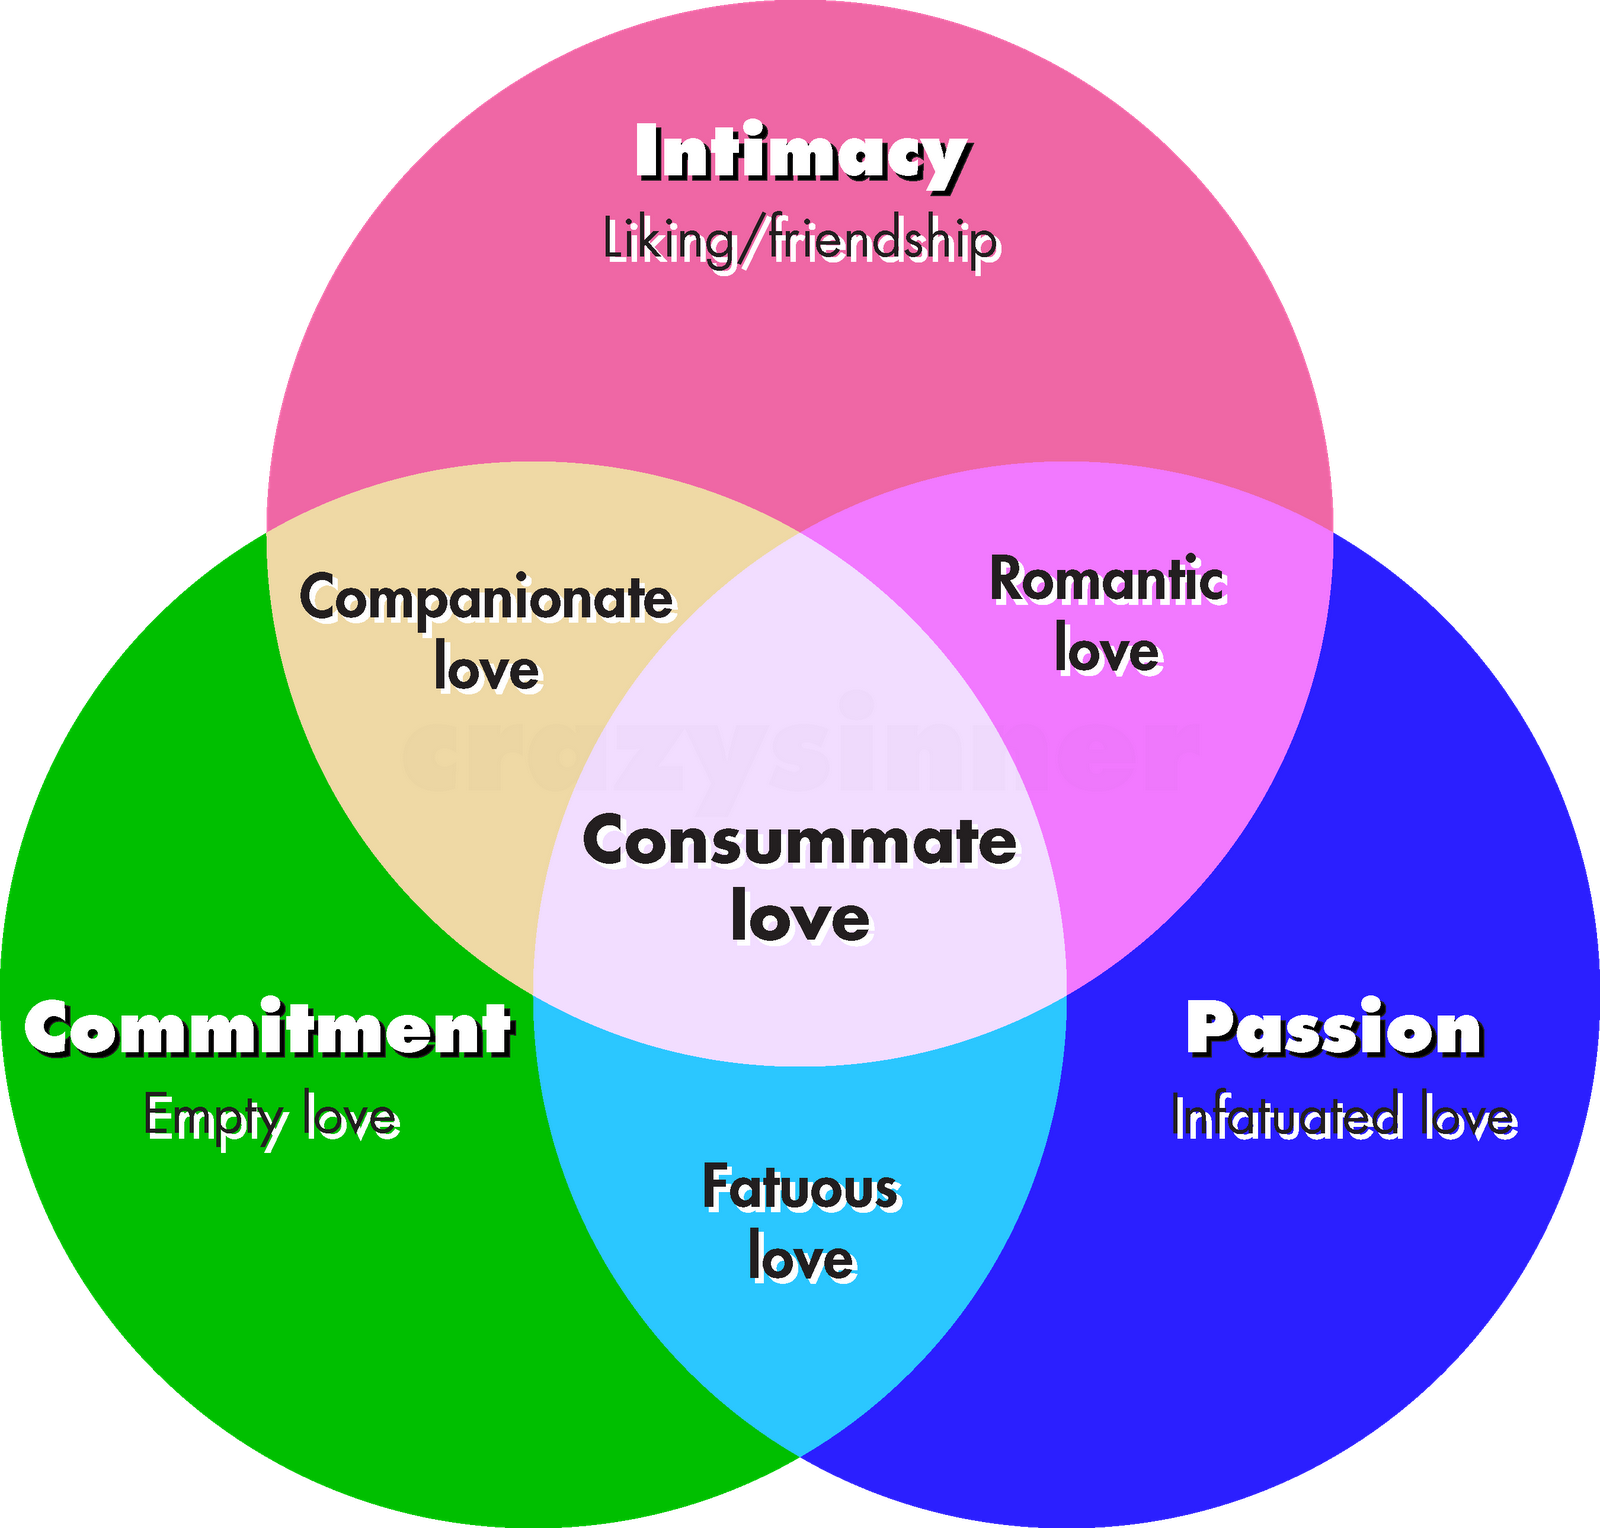 Intimacy
Liking/friendship
Companionate
love
Romantic
love
crazysinner
Consummate
love
Commitment
Empty love
Passion
Infatuated love
Fatuous
love